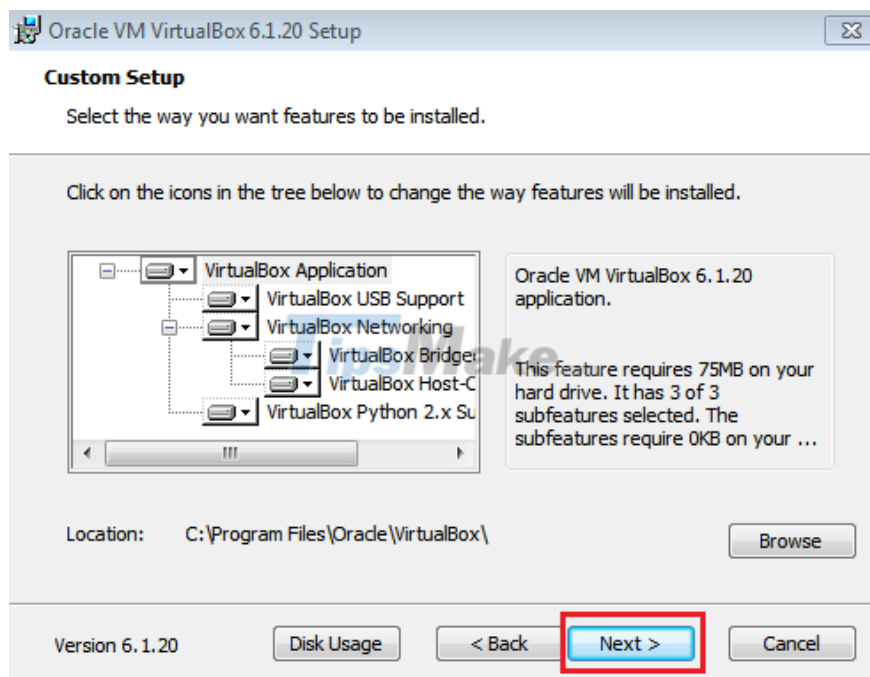 Oracle VM VirtualBox 6.1.20 Setup
Custom Setup
Select the way you want features to be installed.
Click on the icons in the tree below to change the way features will be installed.
VirtualBox Application
VirtualBox USB Support
VirtualBox Networking
VirtualBox Bridge
VirtualBox Host-C
VirtualBox Python 2.x Su
Oracle VM VirtualBox 6.1.20
application.
TipsMake
This feature requires 75MB on your
hard drive. It has 3 of 3
subfeatures selected. The
subfeatures require 0KB on your ...
Location: C:\Program Files\Oracle\VirtualBox\
Browse
Version 6.1.20
Disk Usage
< Back
Next >
Cancel